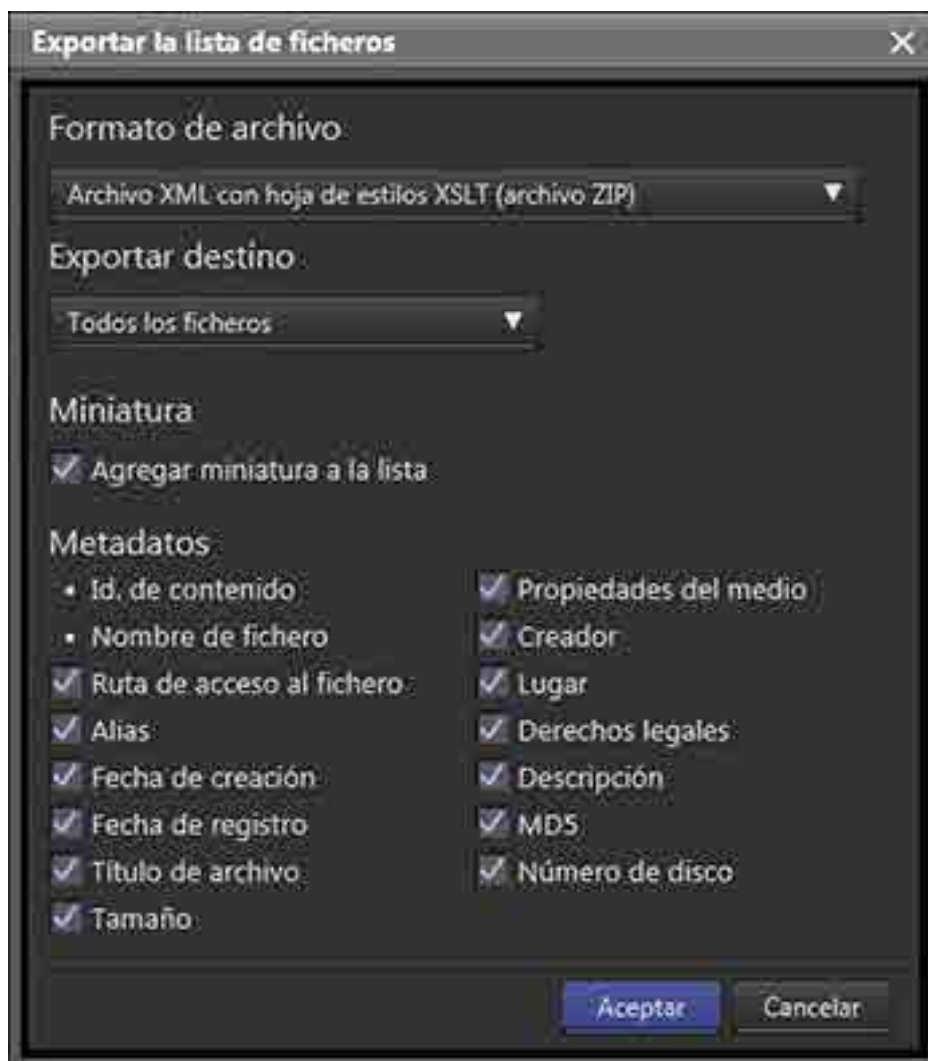 Exportar la lista de ficheros
Formato de archivo
Archivo XML con hoja de estilos XSLT (archivo ZIP)
Exportar destino
Todos los ficheros
Miniatura
Agregar miniatura a la lista
Metadatos
• Id. de contenido
• Nombre de fichero
Ruta de acceso al fichero
Alias
Fecha de creación
Fecha de registro
Título de archivo
Tamaño
Propiedades del medio
Creador
Lugar
Derechos legales
Descripción
MD5
Número de disco
Aceptar
Cancelar